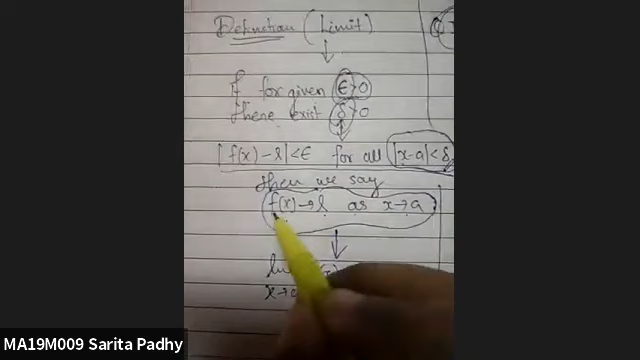 Definition (Limit)
↓
If for given ϵ>0
there exist δ>0
|f(x)-l|<ϵ for all |x-a|<δ
then we say
f(x)→l as x→a
↓
x→
MA19M009 Sarita Padhy